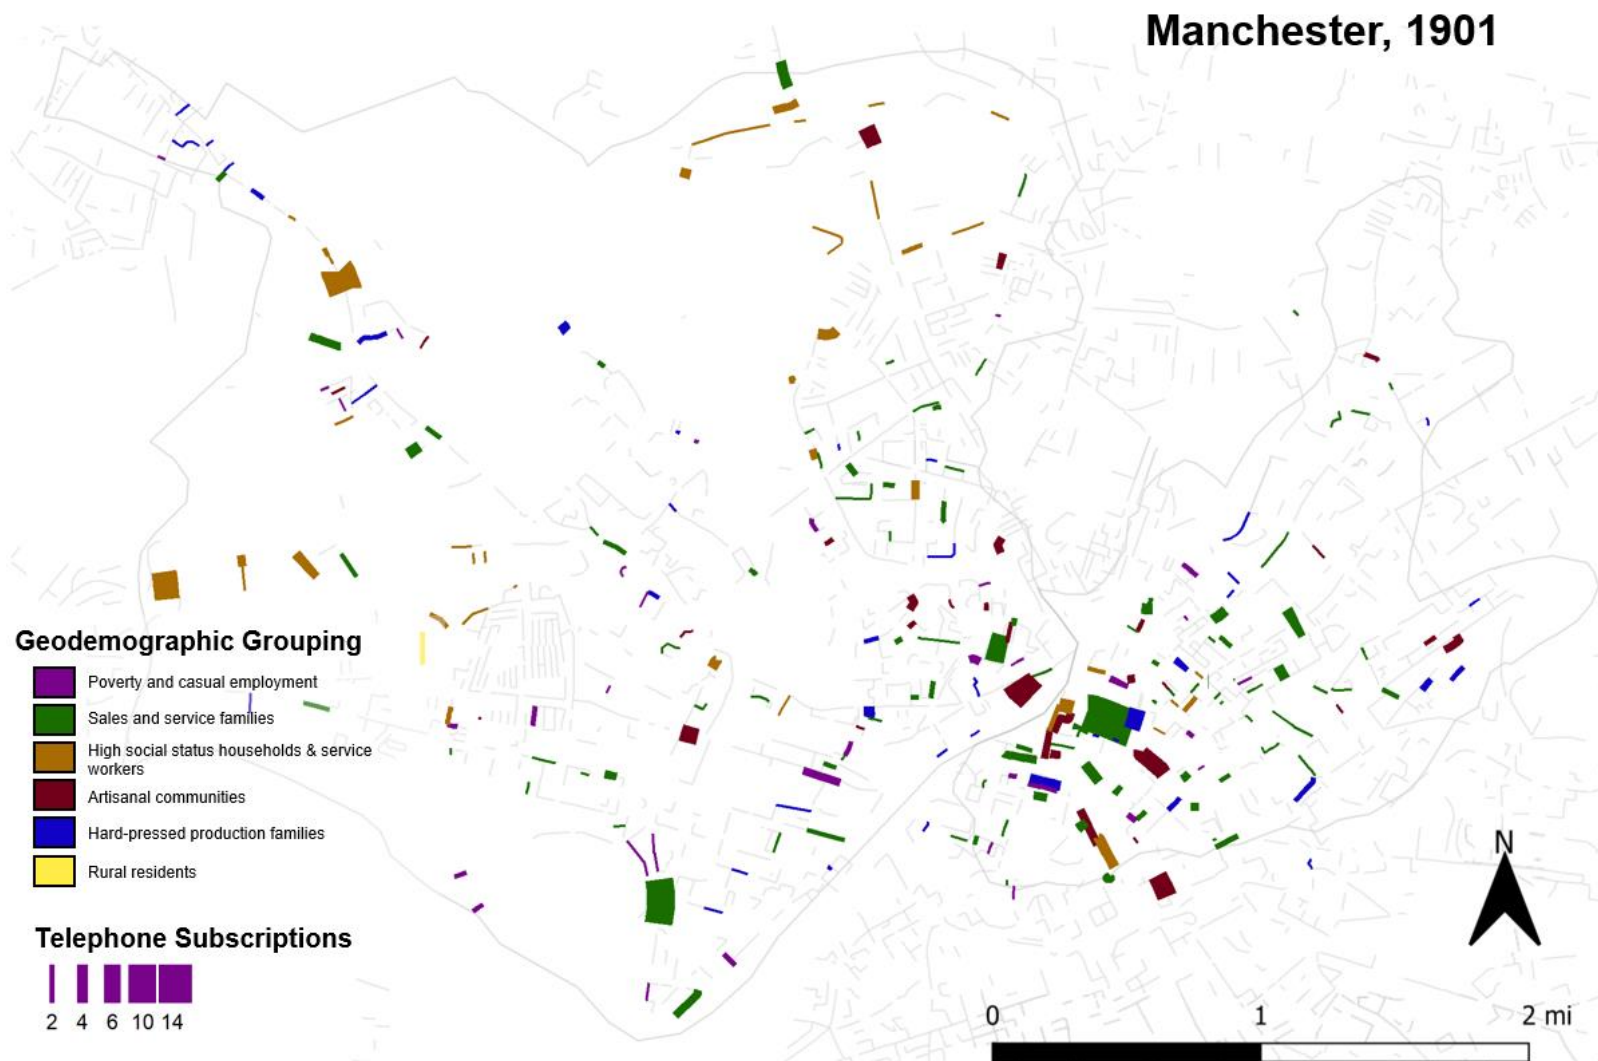 Manchester, 1901
Geodemographic Grouping
Poverty and casual employment
Sales and service families
High social status households & service
workers
Artisanal communities
Hard-pressed production families
Rural residents
Telephone Subscriptions
2 4 6 10 14
N
0 1 2 mi